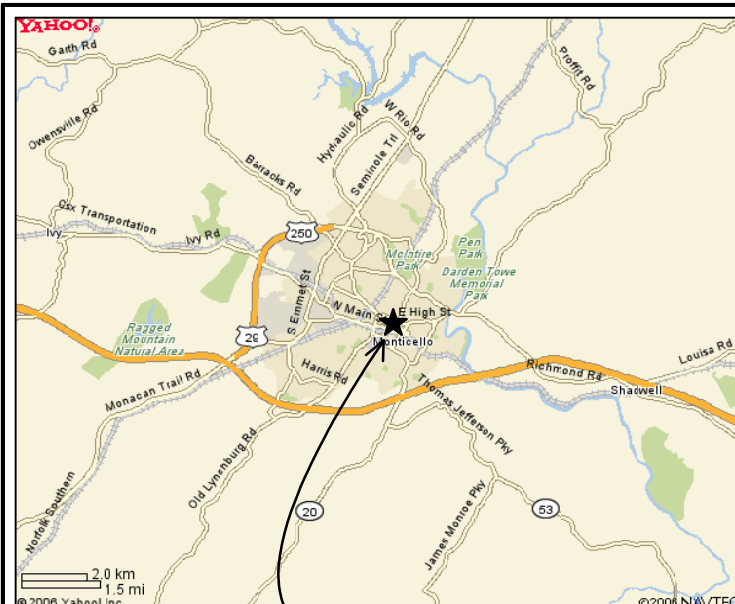 YAHOO!®
Garth Rd
Proffit Rd
Owensville Rd
Hydraulic Rd
W Rio Rd
Seminole Trl
Barracks Rd
Csx Transportation
Ivy
Ivy Rd
250
McIntire
Park
Pen
Park
Darden Towe
Memorial
Park
S Emmet St
N Main
E High St
29
Ragged
Mountain
Natural Area
Monticello
Louisa Rd
Richmond Rd
Shadwell
Harris Rd
Monacan Trail Rd
Thomas Jefferson Pky
Old Lynchburg Rd
Norfolk Southern
20
53
James Monroe Pky
2.0 km
1.5 mi
©2006 Yahoo! Inc
©2006 NAVTEQ